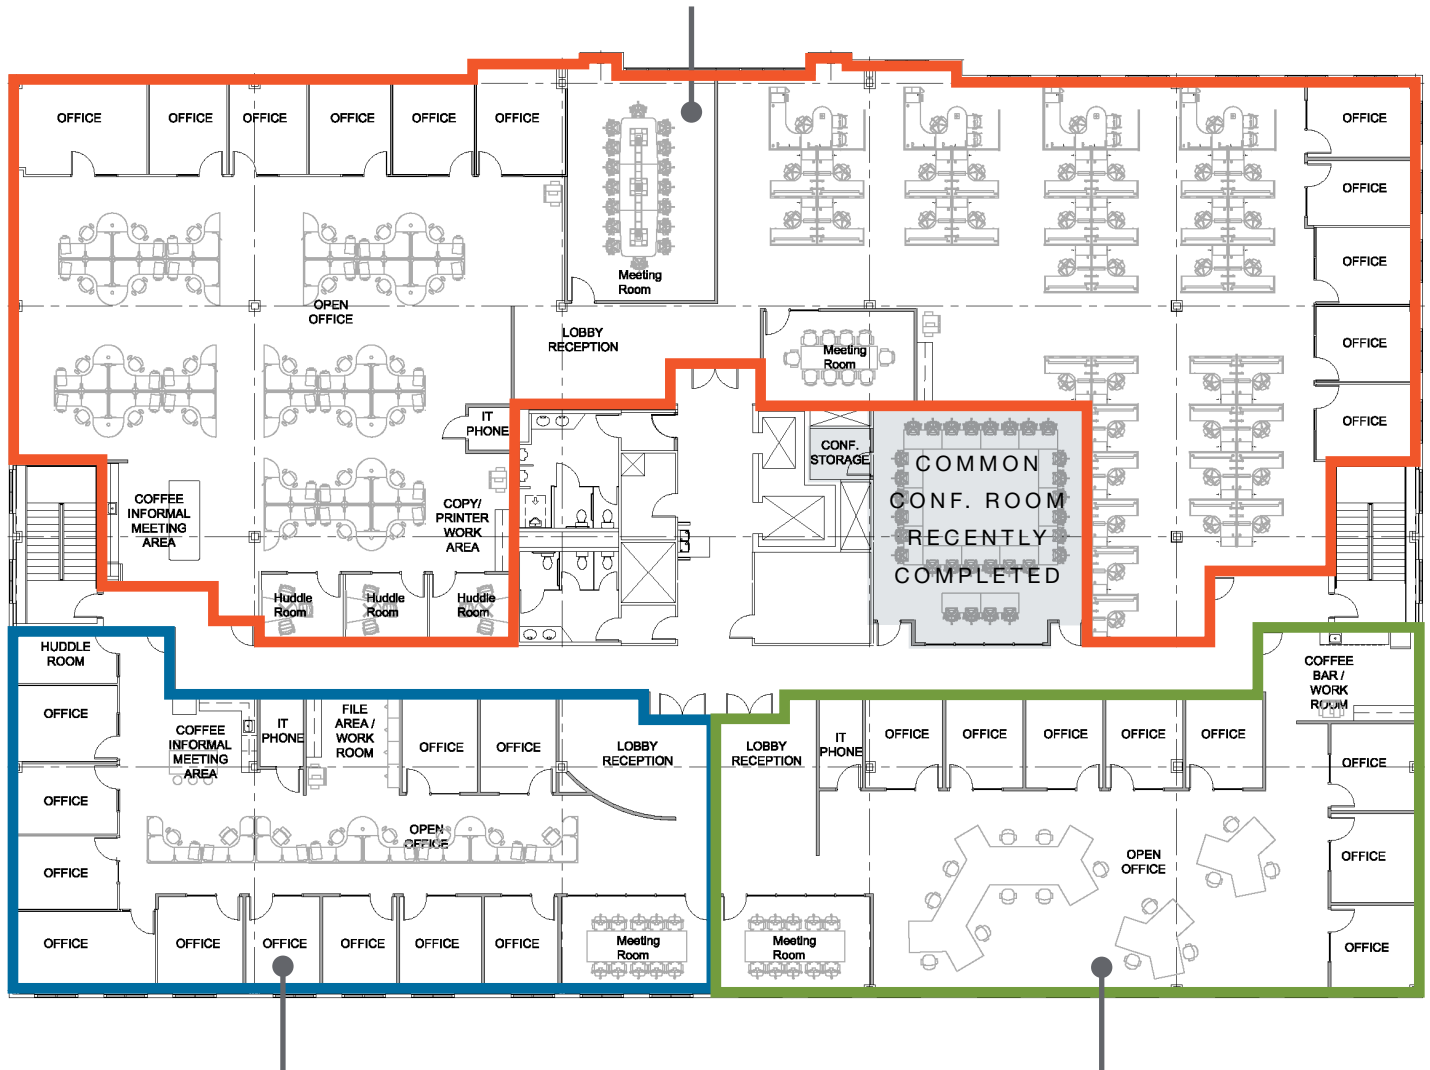 OFFICE
OFFICE
OFFICE
OFFICE
OFFICE
OFFICE
OFFICE
OFFICE
OFFICE
OFFICE
OFFICE
Meeting
Room
OPEN
OFFICE
LOBBY
RECEPTION
Meeting
Room
IT
PHONE
CONF.
STORAGE
COMMON
CONF. ROOM
RECENTLY
COMPLETED
COFFEE
INFORMAL
MEETING
AREA
COPY/
PRINTER
WORK
AREA
Huddle
Room
Huddle
Room
Huddle
Room
HUDDLE
ROOM
OFFICE
OFFICE
OFFICE
OFFICE
COFFEE
INFORMAL
MEETING
AREA
IT
PHONE
FILE
AREA /
WORK
ROOM
OFFICE
OFFICE
LOBBY
RECEPTION
OPEN
OFFICE
OFFICE
OFFICE
OFFICE
OFFICE
OFFICE
Meeting
Room
LOBBY
RECEPTION
IT
PHONE
OFFICE
OFFICE
OFFICE
OFFICE
OFFICE
COFFEE
BAR /
WORK
ROOM
OFFICE
OFFICE
OFFICE
OPEN
OFFICE
Meeting
Room